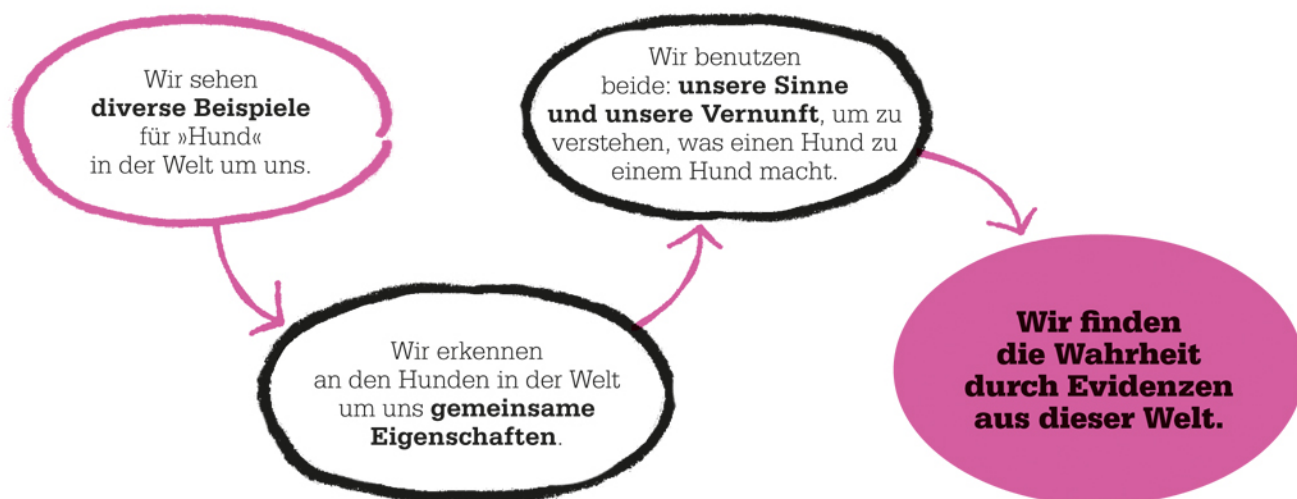 Wir sehen
diverse Beispiele
für »Hund«
in der Welt um uns.
Wir erkennen
an den Hunden in der Welt
um uns gemeinsame
Eigenschaften.
Wir benutzen
beide: unsere Sinne
und unsere Vernunft, um zu
verstehen, was einen Hund zu
einem Hund macht.
Wir finden
die Wahrheit
durch Evidenzen
aus dieser Welt.